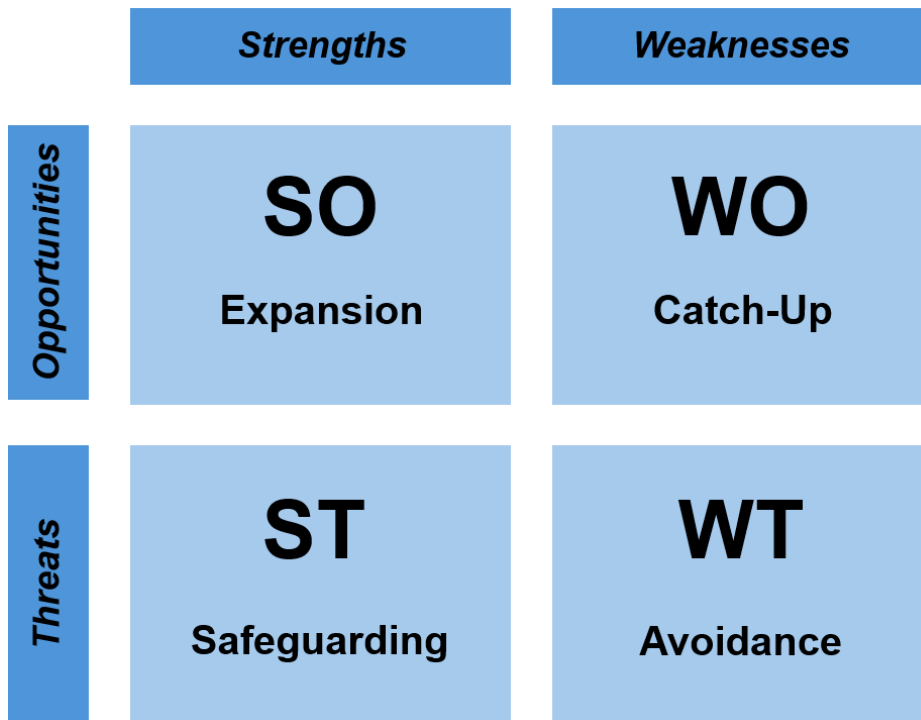 Strengths
Weaknesses
Opportunities
SO
Expansion
WO
Catch-Up
Threats
ST
Safeguarding
WT
Avoidance